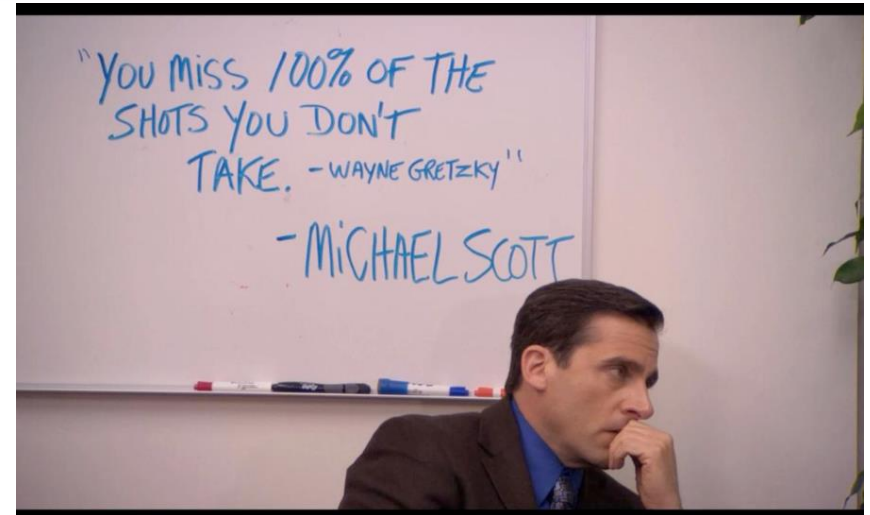 "YOU MiSS 100% OF THE
SHOTS YOU DON'T
TAKE. - WAYNE GRETZKY"
- MiCHAEL SCOTT